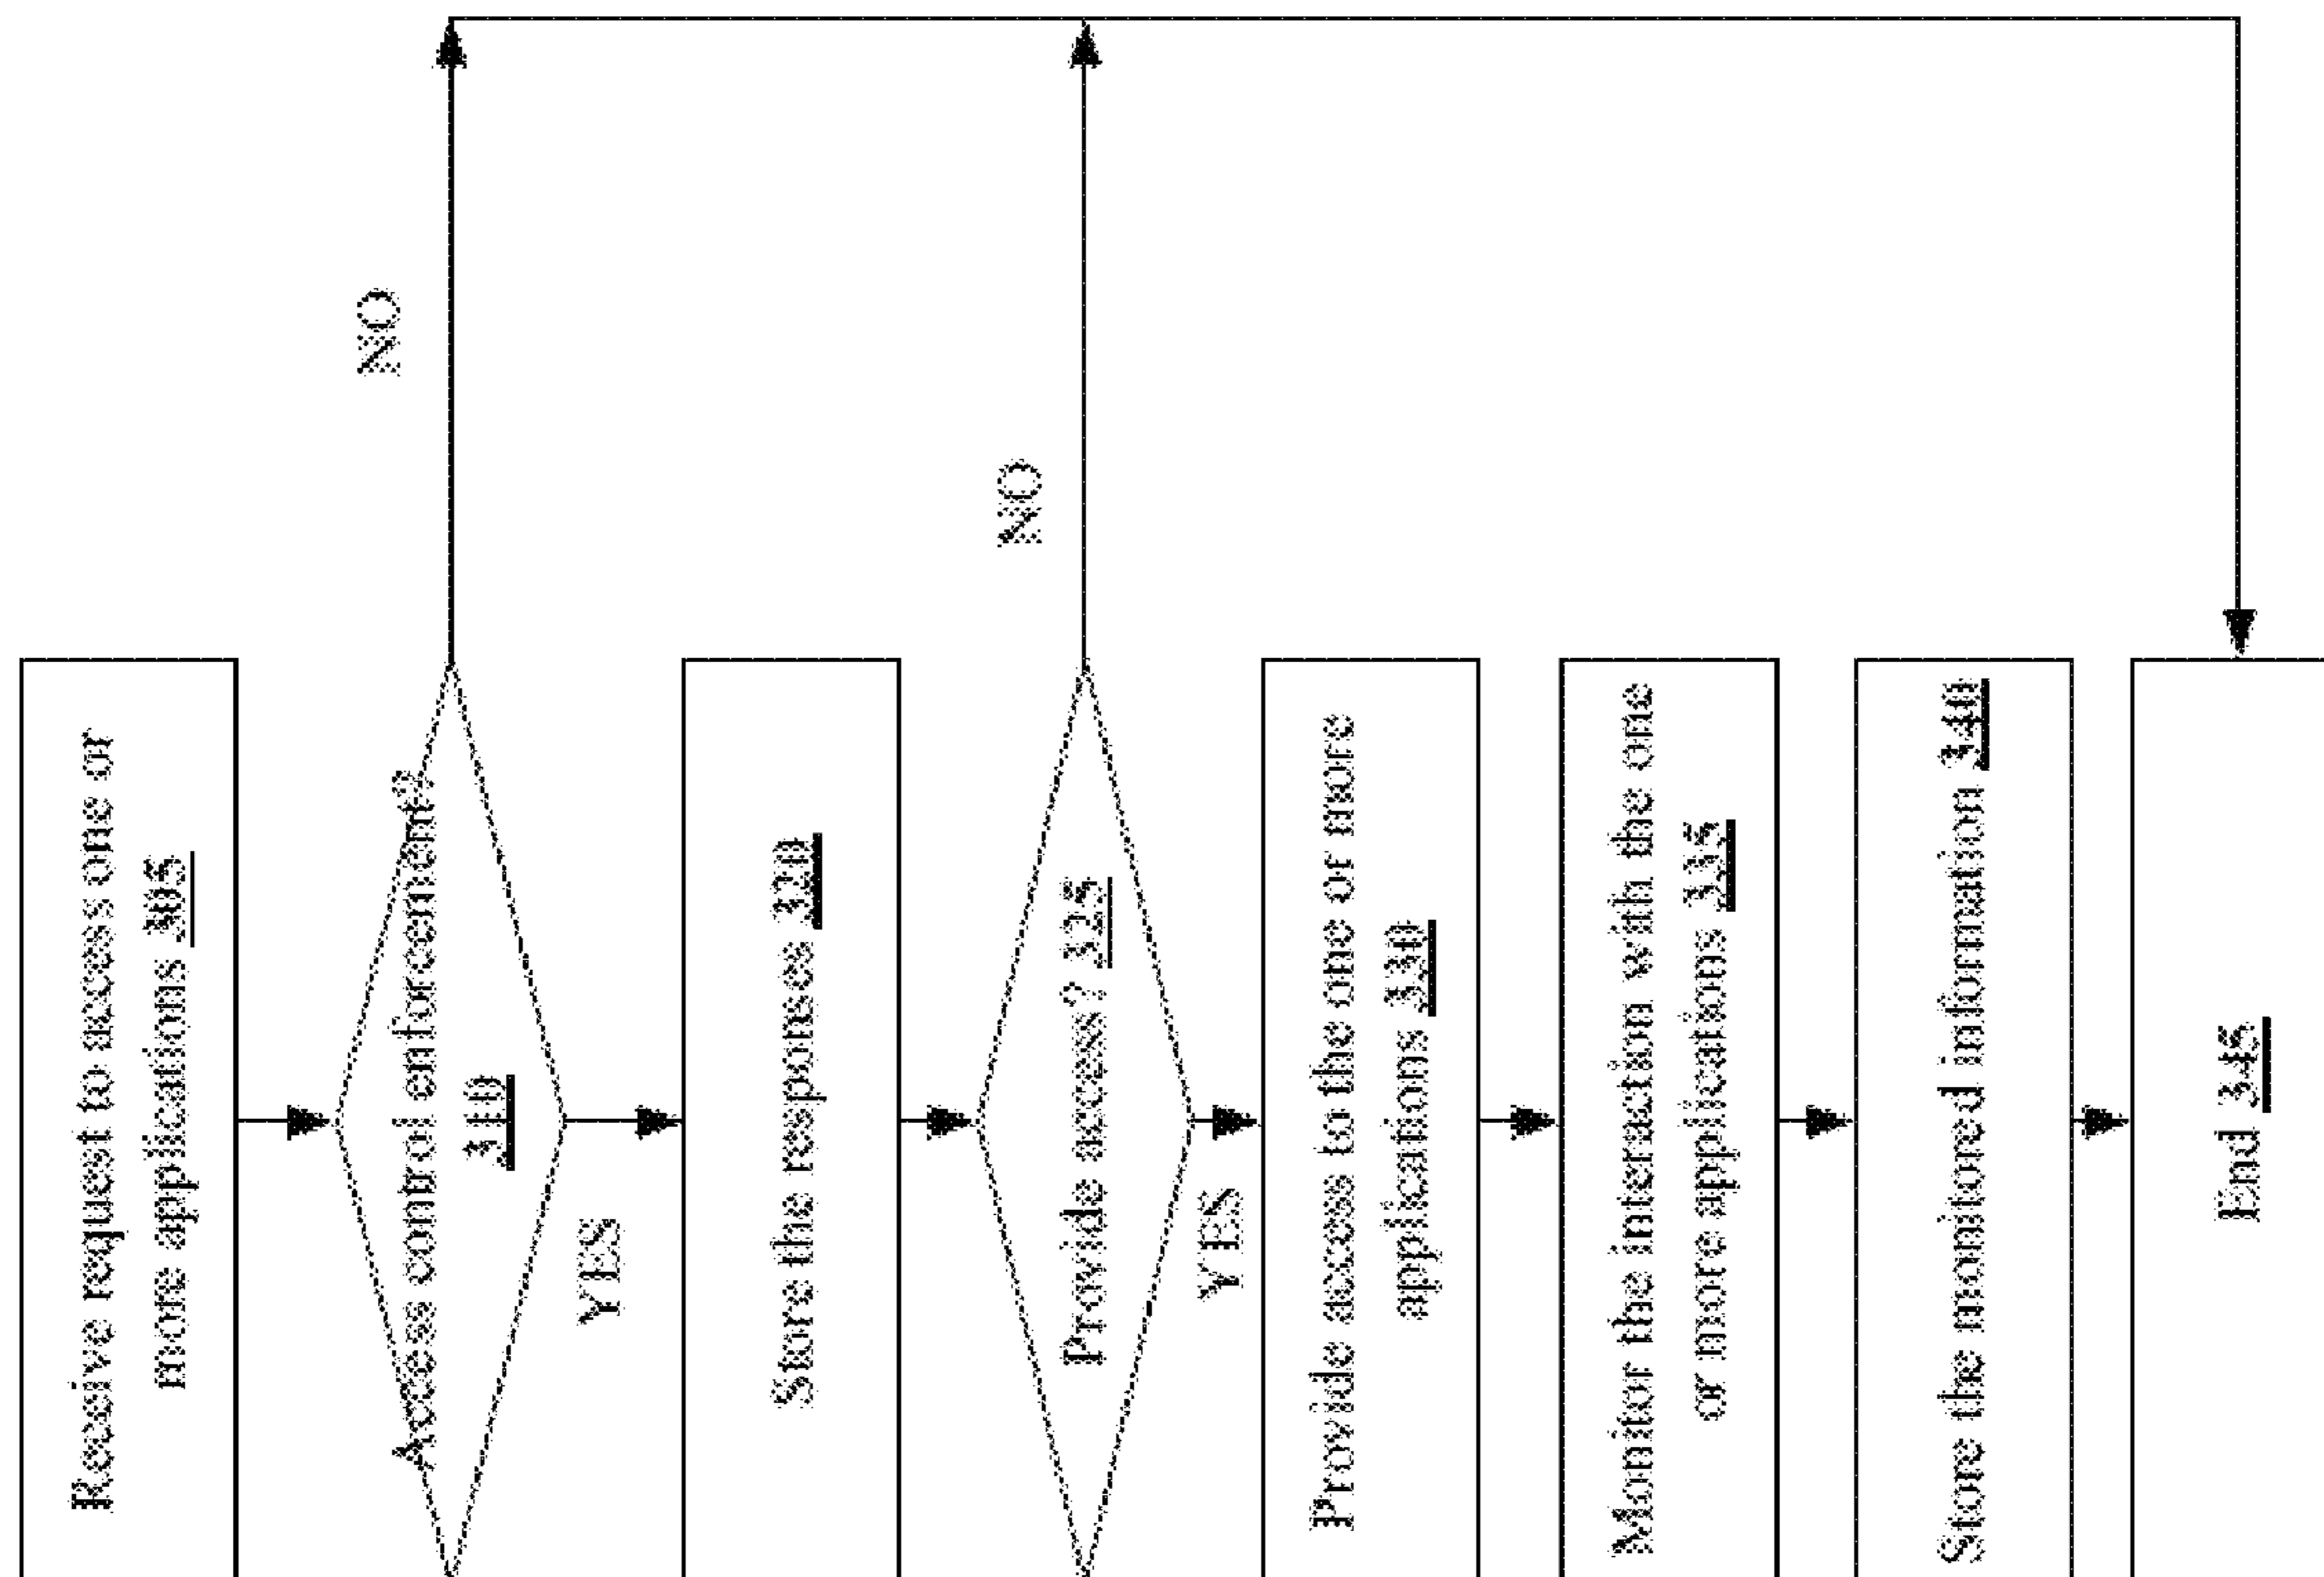 Receive request to access one or
more applications 305
NO
Access control enforcement?
310
YES
Store the responses 320
NO
Provide access? 325
YES
Provide access to the one or more
applications 330
Monitor the interaction with the one
or more applications 335
Store the monitored information 340
End 345